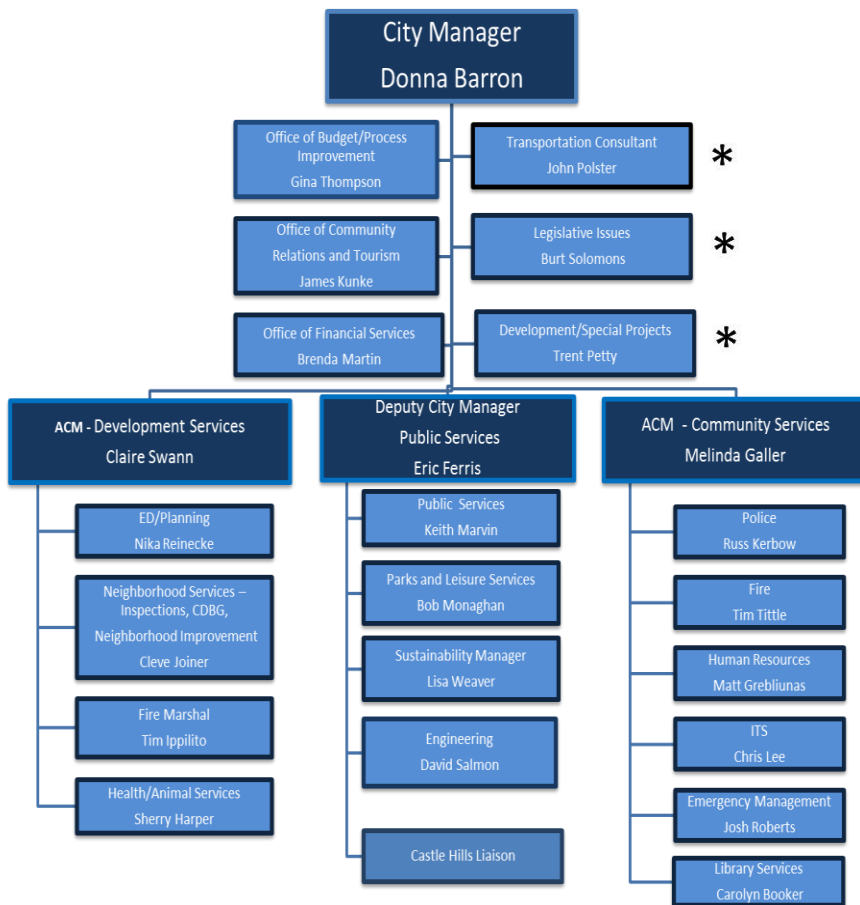 City Manager
Donna Barron
Office of Budget/Process
Improvement
Gina Thompson
Transportation Consultant
John Polster
*
Office of Community
Relations and Tourism
James Kunke
Legislative Issues
Burt Solomons
*
Office of Financial Services
Brenda Martin
Development/Special Projects
Trent Petty
*
ACM - Development Services
Claire Swann
Deputy City Manager
Public Services
Eric Ferris
ACM - Community Services
Melinda Galler
ED/Planning
Nika Reinecke
Neighborhood Services –
Inspections, CDBG,
Neighborhood Improvement
Cleve Joiner
Fire Marshal
Tim Ippilito
Health/Animal Services
Sherry Harper
Public Services
Keith Marvin
Parks and Leisure Services
Bob Monaghan
Sustainability Manager
Lisa Weaver
Engineering
David Salmon
Castle Hills Liaison
Police
Russ Kerbow
Fire
Tim Tittle
Human Resources
Matt Grebliunas
ITS
Chris Lee
Emergency Management
Josh Roberts
Library Services
Carolyn Booker